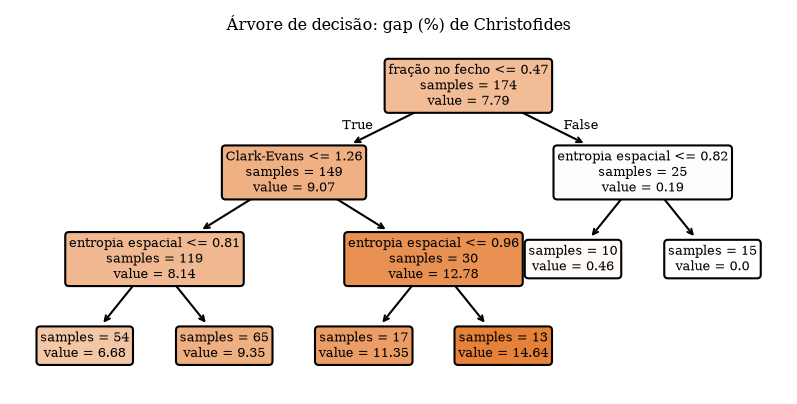 Árvore de decisão: gap (%) de Christofides
fração no fecho <= 0.47
samples = 174
value = 7.79
True
False
Clark-Evans <= 1.26
samples = 149
value = 9.07
entropia espacial <= 0.82
samples = 25
value = 0.19
entropia espacial <= 0.81
samples = 119
value = 8.14
entropia espacial <= 0.96
samples = 30
value = 12.78
samples = 10
value = 0.46
samples = 15
value = 0.0
samples = 54
value = 6.68
samples = 65
value = 9.35
samples = 17
value = 11.35
samples = 13
value = 14.64